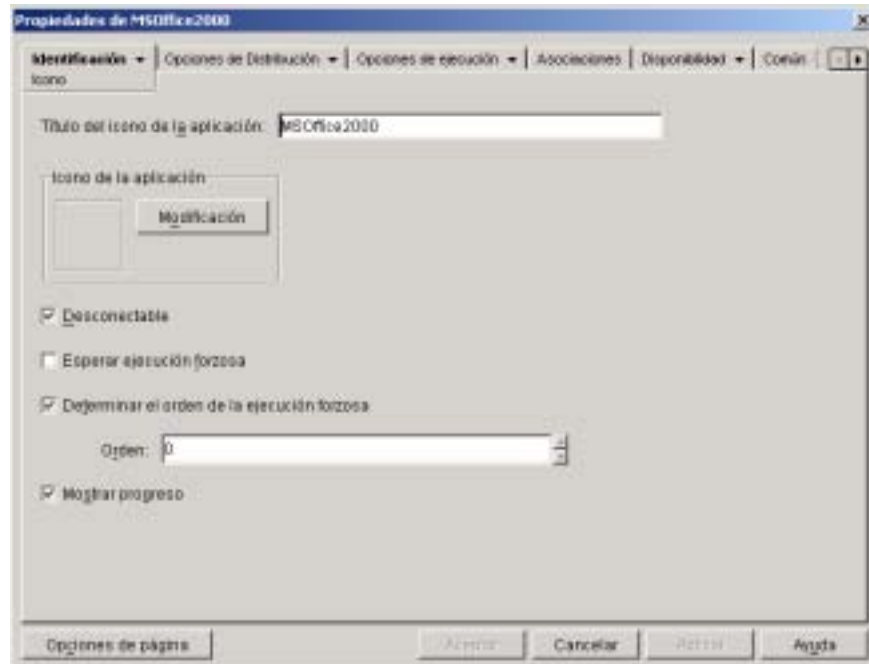 Propiedades de MSOffice2000
Identificación
Opciones de Distribución
Opciones de ejecución
Asociaciones
Disponibilidad
Común
Icono
Título del icono de la aplicación: MSOffice2000
Icono de la aplicación
Modificación
Desconectable
Esperar ejecución forzosa
Determinar el orden de la ejecución forzosa
Orden: 0
Mostrar progreso
Opciones de página
Aceptar
Cancelar
Ayuda